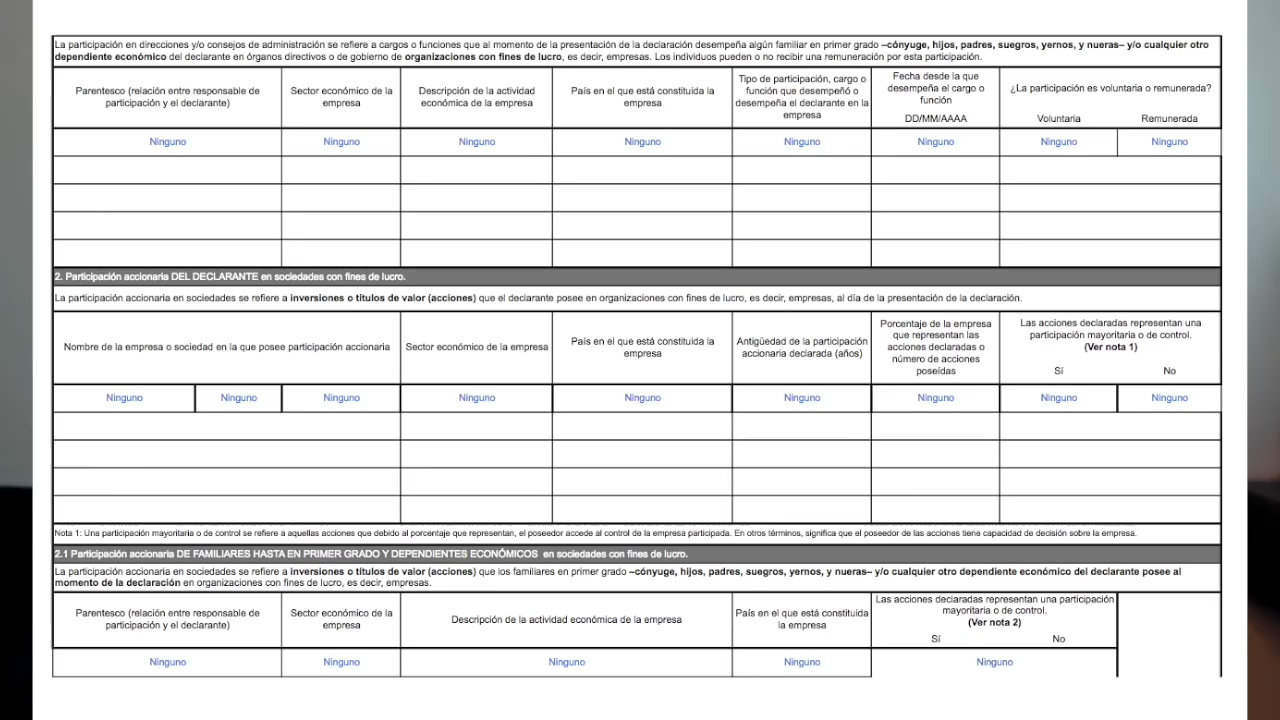 La participación en direcciones y/o consejos de administración se refiere a cargos o funciones que al momento de la presentación de la declaración desempeña algún familiar en primer grado –cónyuge, hijos, padres, suegros, yernos, y nueras– y/o cualquier otro
dependiente económico del declarante en órganos directivos o de gobierno de organizaciones con fines de lucro, es decir, empresas. Los individuos pueden o no recibir una remuneración por esta participación.
Parentesco (relación entre responsable de
participación y el declarante)
Sector económico de la
empresa
Descripción de la actividad
económica de la empresa
País en el que está constituida la
empresa
Tipo de participación, cargo o
función que desempeñó o
desempeña el declarante en la
empresa
Fecha desde la que
desempeña el cargo o
función
DD/MM/AAAA
¿La participación es voluntaria o remunerada?
Voluntaria Remunerada
Ninguno Ninguno Ninguno Ninguno Ninguno Ninguno Ninguno Ninguno
2. Participación accionaria DEL DECLARANTE en sociedades con fines de lucro.
La participación accionaria en sociedades se refiere a inversiones o títulos de valor (acciones) que el declarante posee en organizaciones con fines de lucro, es decir, empresas, al día de la presentación de la declaración.
Nombre de la empresa o sociedad en la que posee participación accionaria
Sector económico de la empresa
País en el que está constituida la
empresa
Antigüedad de la participación
accionaria declarada (años)
Porcentaje de la empresa
que representan las
acciones declaradas o
número de acciones
poseídas
Las acciones declaradas representan una
participación mayoritaria o de control.
(Ver nota 1)
Sí No
Ninguno Ninguno Ninguno Ninguno Ninguno Ninguno Ninguno Ninguno Ninguno
Nota 1: Una participación mayoritaria o de control se refiere a aquellas acciones que debido al porcentaje que representan, el poseedor accede al control de la empresa participada. En otros términos, significa que el poseedor de las acciones tiene capacidad de decisión sobre la empresa.
2.1 Participación accionaria DE FAMILIARES HASTA EN PRIMER GRADO Y DEPENDIENTES ECONÓMICOS en sociedades con fines de lucro.
La participación accionaria en sociedades se refiere a inversiones o títulos de valor (acciones) que los familiares en primer grado –cónyuge, hijos, padres, suegros, yernos, y nueras– y/o cualquier otro dependiente económico del declarante posee al
momento de la declaración en organizaciones con fines de lucro, es decir, empresas.
Parentesco (relación entre responsable de
participación y el declarante)
Sector económico de la
empresa
Descripción de la actividad económica de la empresa
País en el que está constituida
la empresa
Las acciones declaradas representan una participación
mayoritaria o de control.
(Ver nota 2)
Sí No
Ninguno Ninguno Ninguno Ninguno Ninguno